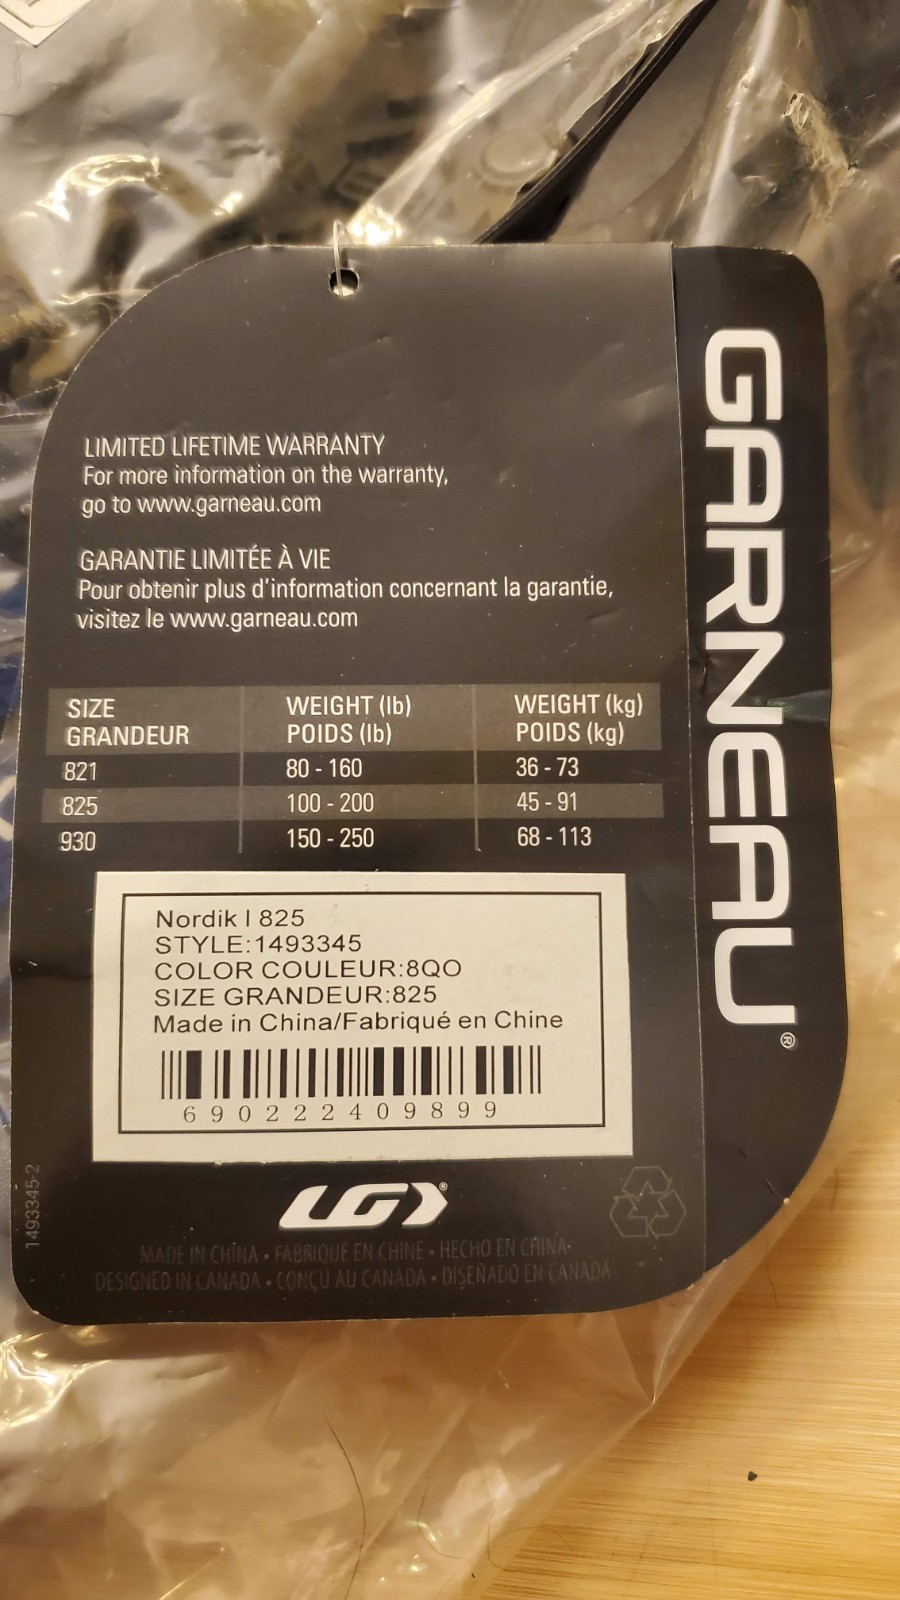 LIMITED LIFETIME WARRANTY
For more information on the warranty,
go to www.garneau.com
GARANTIE LIMITÉE À VIE
Pour obtenir plus d'information concernant la garantie,
visitez le www.garneau.com
SIZE WEIGHT (lb) WEIGHT (kg)
GRANDEUR POIDS (lb) POIDS (kg)
821 80 - 160 36 - 73
825 100 - 200 45 - 91
930 150 - 250 68 - 113
Nordik I 825
STYLE:1493345
COLOR COULEUR:8QO
SIZE GRANDEUR:825
Made in China/Fabriqué en Chine
690222409899
LG®
MADE IN CHINA • FABRIQUÉ EN CHINE • HECHO EN CHINA•
DESIGNED IN CANADA • CONÇU AU CANADA • DISEÑADO EN CANADA
1493345-2
GARNEAU®